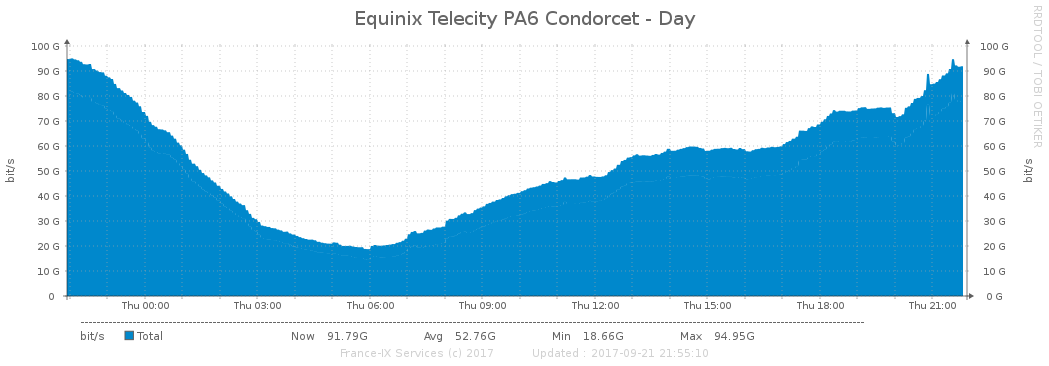 Equinix Telecity PA6 Condorcet - Day
RRDTOOL / TOBI OETIKER
100 G 100 G
90 G 90 G
80 G 80 G
70 G 70 G
60 G 60 G
50 G 50 G
40 G 40 G
30 G 30 G
20 G 20 G
10 G 10 G
0 0 G
bit/s bit/s
Thu 00:00 Thu 03:00 Thu 06:00 Thu 09:00 Thu 12:00 Thu 15:00 Thu 18:00 Thu 21:00
bit/s Total Now 91.79G Avg 52.76G Min 18.66G Max 94.95G
France-IX Services (c) 2017 Updated : 2017-09-21 21:55:10